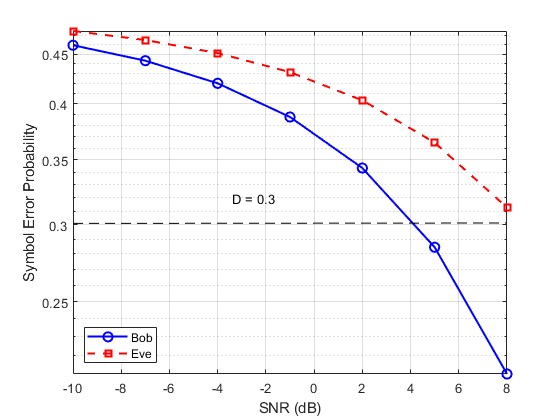 0.45
0.4
0.35
0.3
0.25
Symbol Error Probability
D = 0.3
Bob
Eve
-10 -8 -6 -4 -2 0 2 4 6 8
SNR (dB)